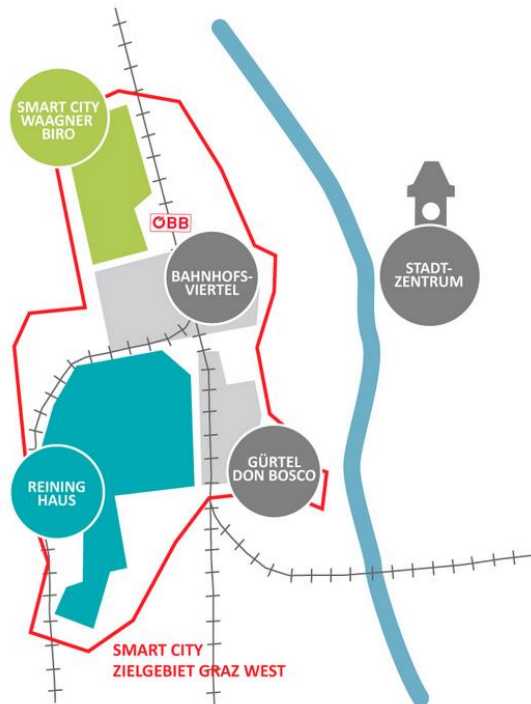 SMART CITY
WAAGNER
BIRO
ÖBB
BAHNHOFS-
VIERTEL
STADT-
ZENTRUM
REINING
HAUS
GÜRTEL
DON BOSCO
SMART CITY
ZIELGEBIET GRAZ WEST